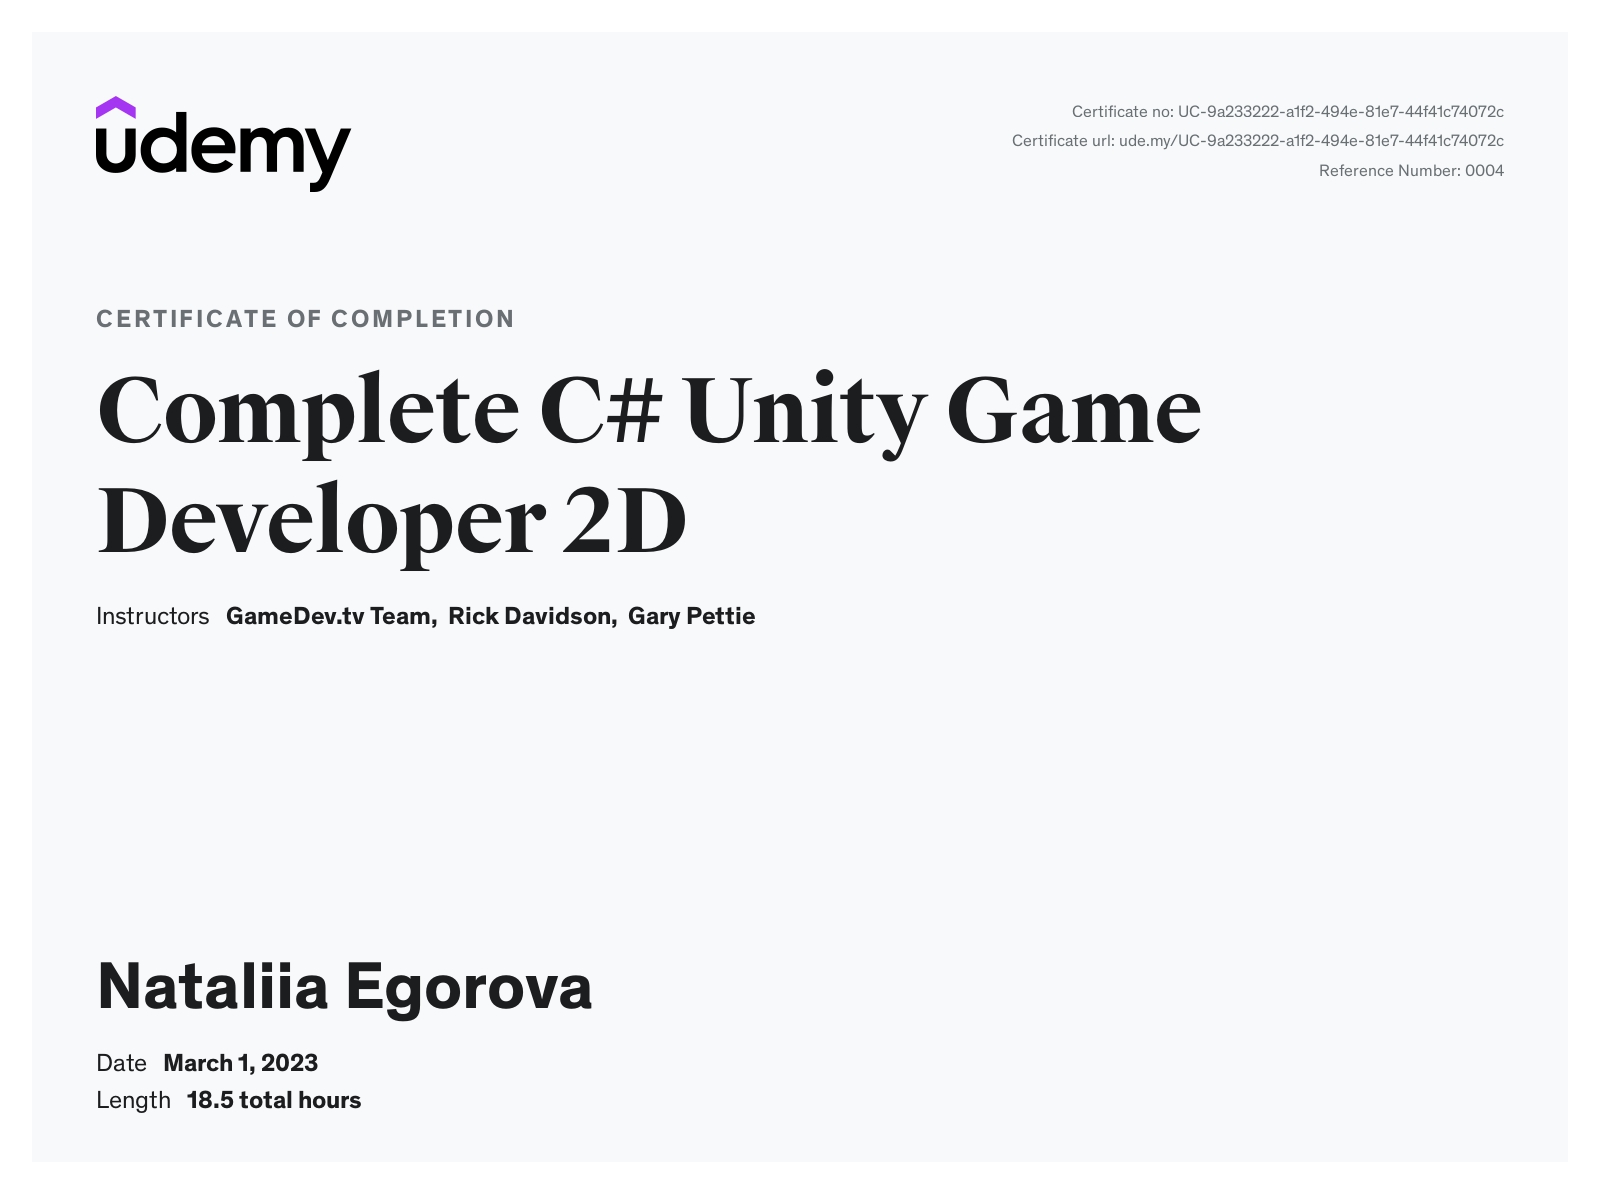 udemy
Certificate no: UC-9a233222-a1f2-494e-81e7-44f41c74072c
Certificate url: ude.my/UC-9a233222-a1f2-494e-81e7-44f41c74072c
Reference Number: 0004
CERTIFICATE OF COMPLETION
Complete C# Unity Game
Developer 2D
Instructors GameDev.tv Team, Rick Davidson, Gary Pettie
Nataliia Egorova
Date March 1, 2023
Length 18.5 total hours